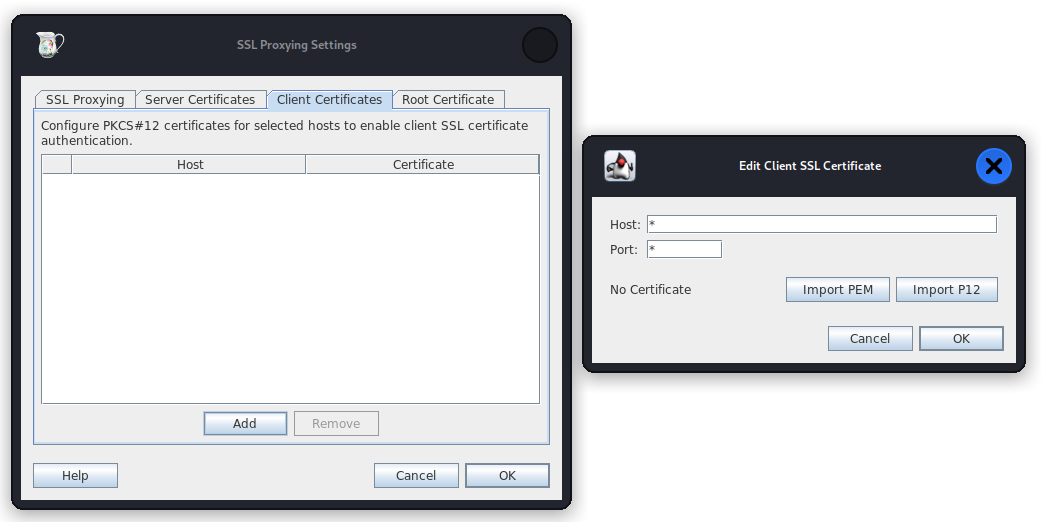 SSL Proxying Settings
SSL Proxying
Server Certificates
Client Certificates
Root Certificate
Configure PKCS#12 certificates for selected hosts to enable client SSL certificate
authentication.
Host
Certificate
Add
Remove
Help
Cancel
OK
Edit Client SSL Certificate
Host: *
Port: *
No Certificate
Import PEM
Import P12
Cancel
OK